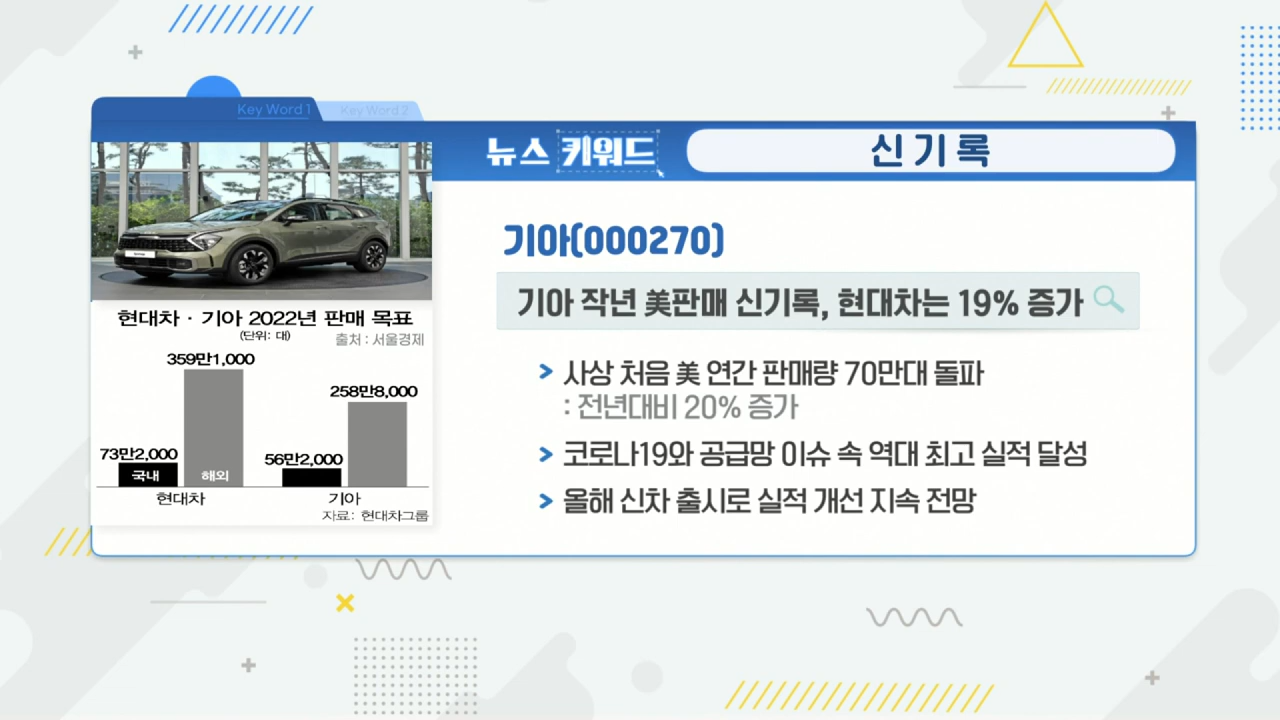 Key Word 1
Key Word 2
뉴스 키워드
신기록
현대차 · 기아 2022년 판매 목표
(단위: 대)
출처 : 서울경제
359만1,000
258만8,000
73만2,000
56만2,000
국내
해외
현대차
기아
자료: 현대차그룹
기아(000270)
기아 작년 美판매 신기록, 현대차는 19% 증가
> 사상 처음 美 연간 판매량 70만대 돌파
: 전년대비 20% 증가
> 코로나19와 공급망 이슈 속 역대 최고 실적 달성
> 올해 신차 출시로 실적 개선 지속 전망